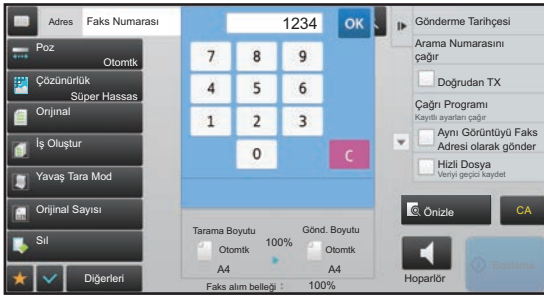 Adres Faks Numarası
1234 OK
Gönderme Tarihçesi
Arama Numarasını
çağır
Doğrudan TX
Çağrı Programı
Kayıtlı ayarları çağır
Aynı Görüntüyü Faks
Adresi olarak gönder
Hizli Dosya
Veriyi geçici kaydet
Poz
Otomtk
Çözünürlük
Süper Hassas
Orıjınal
İş Oluştur
Yavaş Tara Mod
Orijinal Sayısı
Sıl
Diğerleri
7 8 9
4 5 6
1 2 3
0 C
Tarama Boyutu
Gönd. Boyutu
Otomtk
100%
Otomtk
A4
A4
Faks alım belleği : 100%
Önizle
CA
Hoparlör